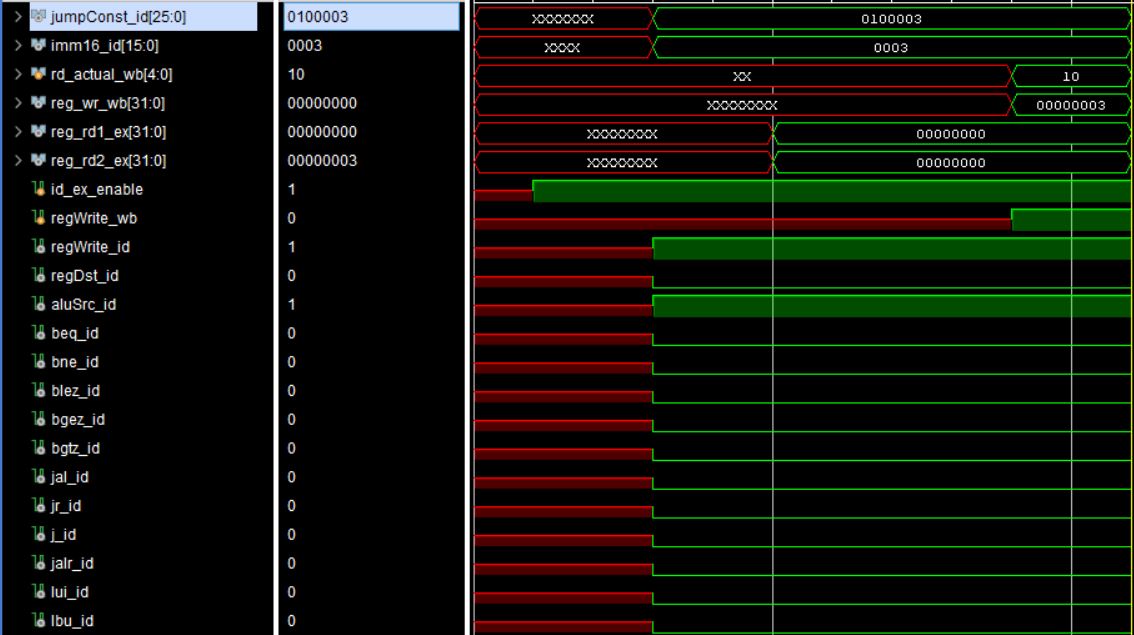 jumpConst_id[25:0] 0100003 XXXXXXX 0100003
imm16_id[15:0] 0003 XXXX 0003
rd_actual_wb[4:0] 10 XX 10
reg_wr_wb[31:0] 00000000 XXXXXXXX 00000003
reg_rd1_ex[31:0] 00000000 XXXXXXXX 00000000
reg_rd2_ex[31:0] 00000003 XXXXXXXX 00000000
id_ex_enable 1
regWrite_wb 0
regWrite_id 1
regDst_id 0
aluSrc_id 1
beq_id 0
bne_id 0
blez_id 0
bgez_id 0
bgtz_id 0
jal_id 0
jr_id 0
j_id 0
jalr_id 0
lui_id 0
lbu_id 0